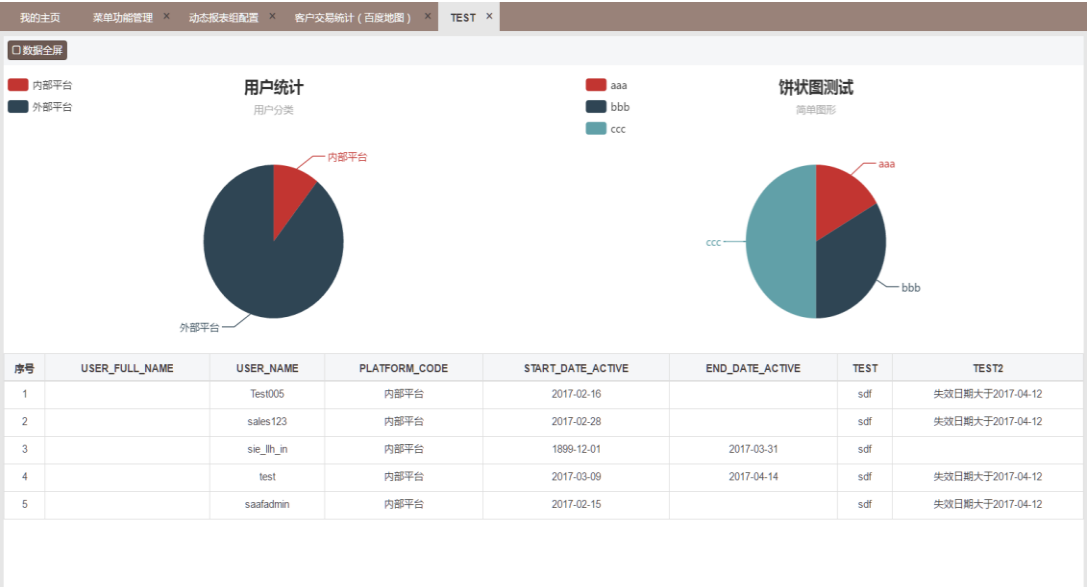 我的主页 菜单功能管理 × 动态报表组配置 × 客户交易统计（百度地图） × TEST ×
数据全屏
内部平台
外部平台
用户统计
用户分类
内部平台
外部平台
aaa
bbb
ccc
饼状图测试
简单图形
aaa
ccc
bbb
序号 USER_FULL_NAME USER_NAME PLATFORM_CODE START_DATE_ACTIVE END_DATE_ACTIVE TEST TEST2
1 Test005 内部平台 2017-02-16 sdf 失效日期大于2017-04-12
2 sales123 内部平台 2017-02-28 sdf 失效日期大于2017-04-12
3 sie_llh_in 内部平台 1899-12-01 2017-03-31 sdf
4 test 内部平台 2017-03-09 2017-04-14 sdf 失效日期大于2017-04-12
5 saafadmin 内部平台 2017-02-15 sdf 失效日期大于2017-04-12